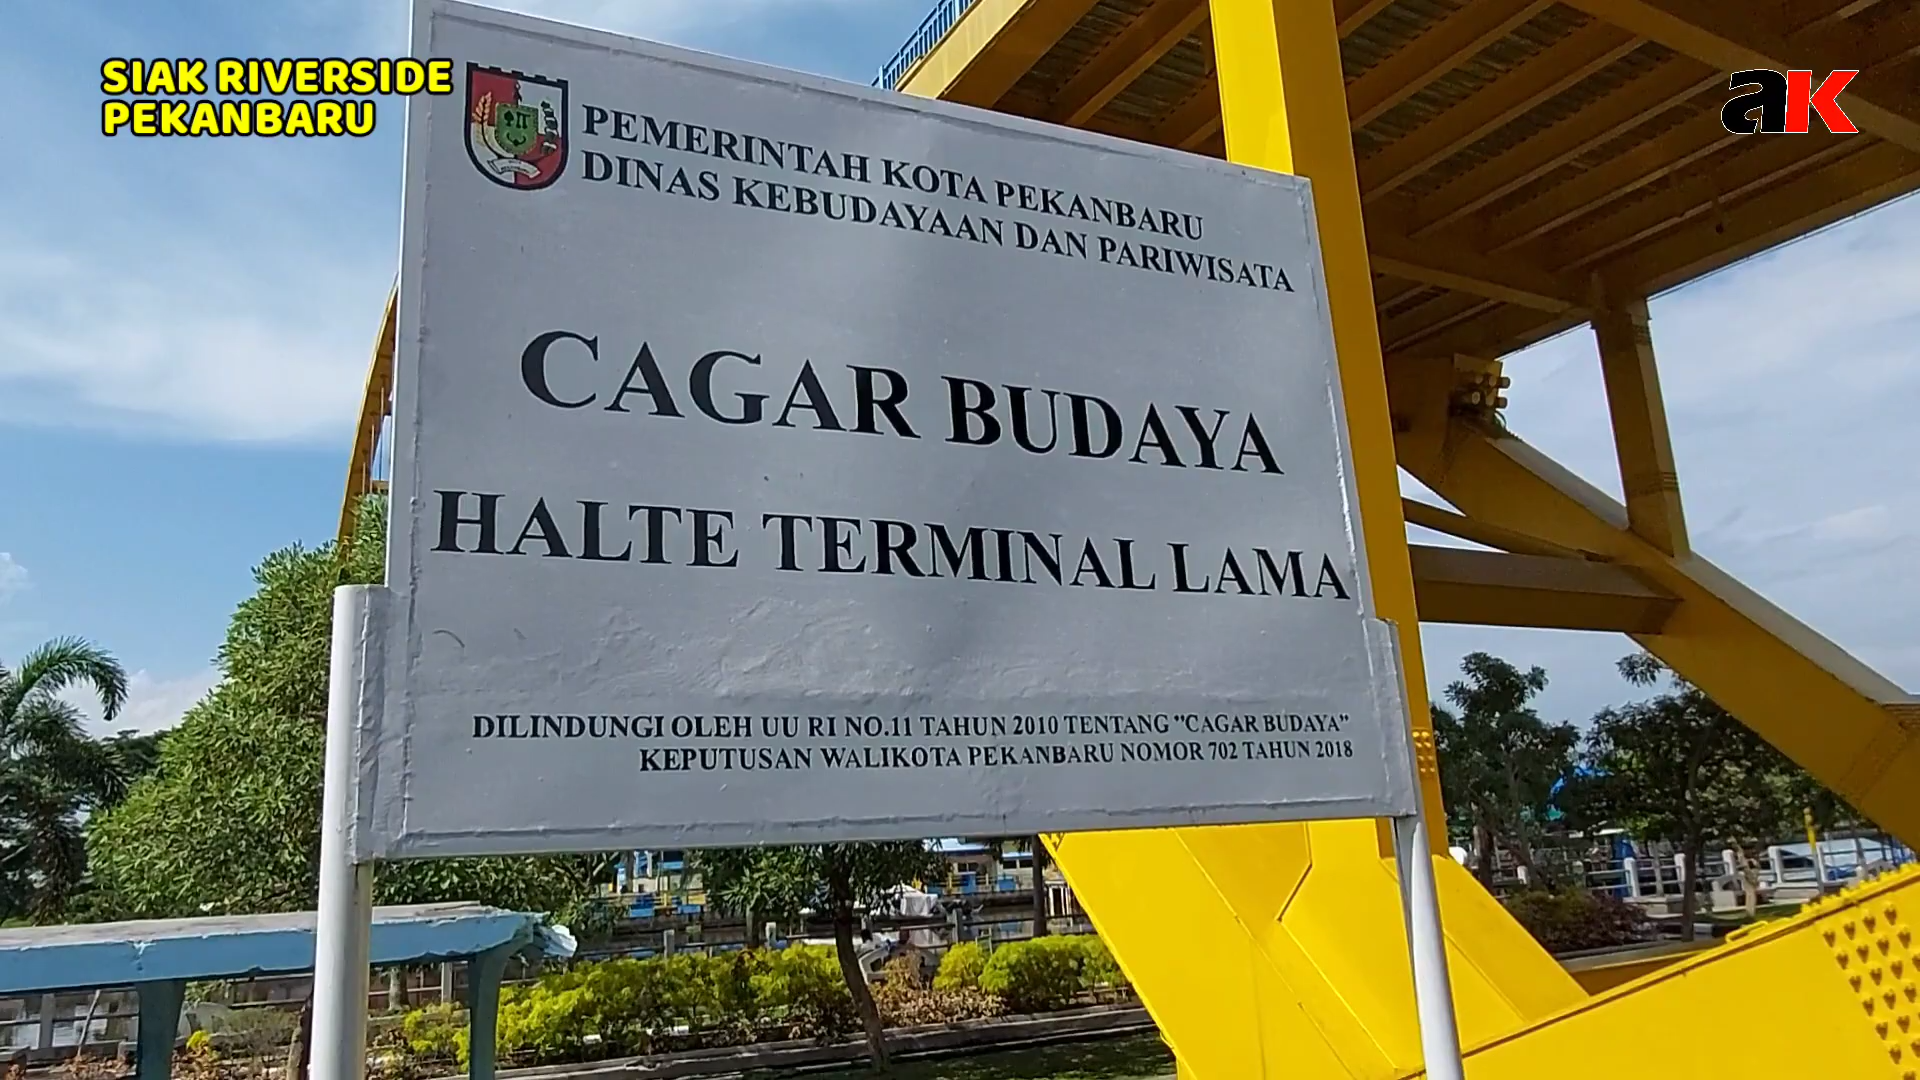 SIAK RIVERSIDE
PEKANBARU
aK
PEMERINTAH KOTA PEKANBARU
DINAS KEBUDAYAAN DAN PARIWISATA
CAGAR BUDAYA
HALTE TERMINAL LAMA
DILINDUNGI OLEH UU RI NO.11 TAHUN 2010 TENTANG "CAGAR BUDAYA"
KEPUTUSAN WALIKOTA PEKANBARU NOMOR 702 TAHUN 2018